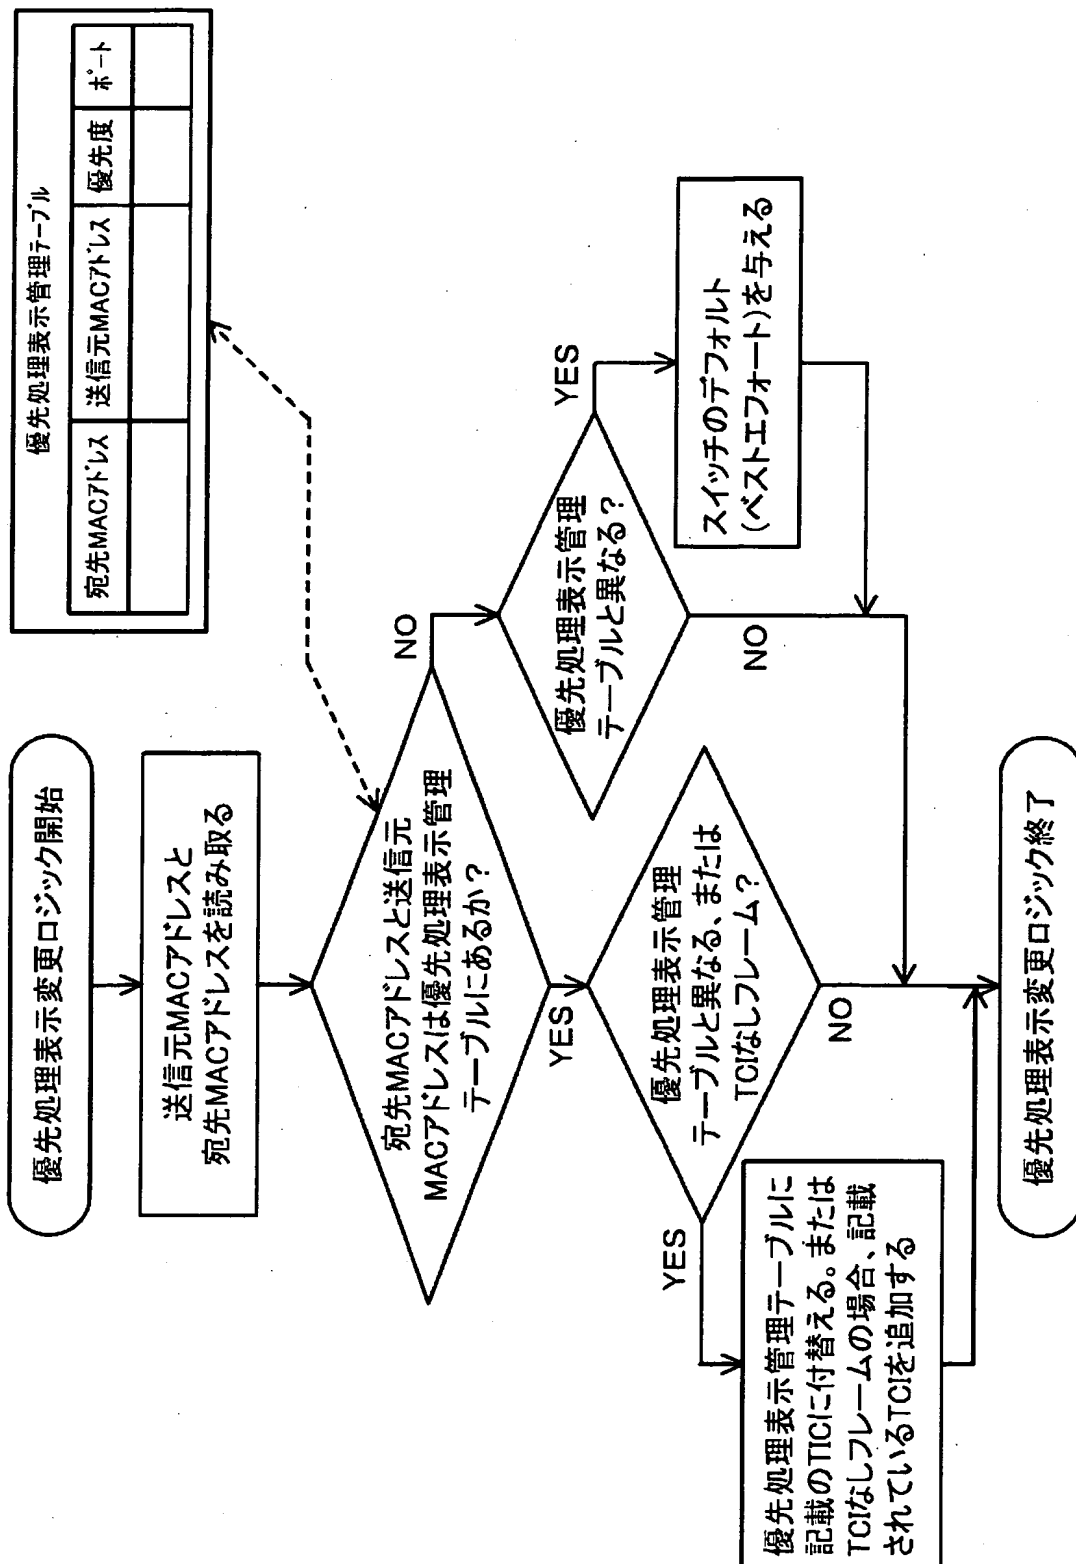 優先処理表示変更ロジック開始
送信元MACアドレスと
宛先MACアドレスを読み取る
優先処理表示管理テーブル
宛先MACアドレス 送信元MACアドレス 優先度 ポート
宛先MACアドレスと送信元
MACアドレスは優先処理表示管理
テーブルにあるか?
NO
YES
優先処理表示管理
テーブルと異なる?
YES
NO
スイッチのデフォルト
(ベストエフォート)を与える
優先処理表示管理
テーブルと異なる、または
TCIなしフレーム?
YES
NO
優先処理表示管理テーブルに
記載のTICに付替える。または
TCIなしフレームの場合、記載
されているTCIを追加する
優先処理表示変更ロジック終了